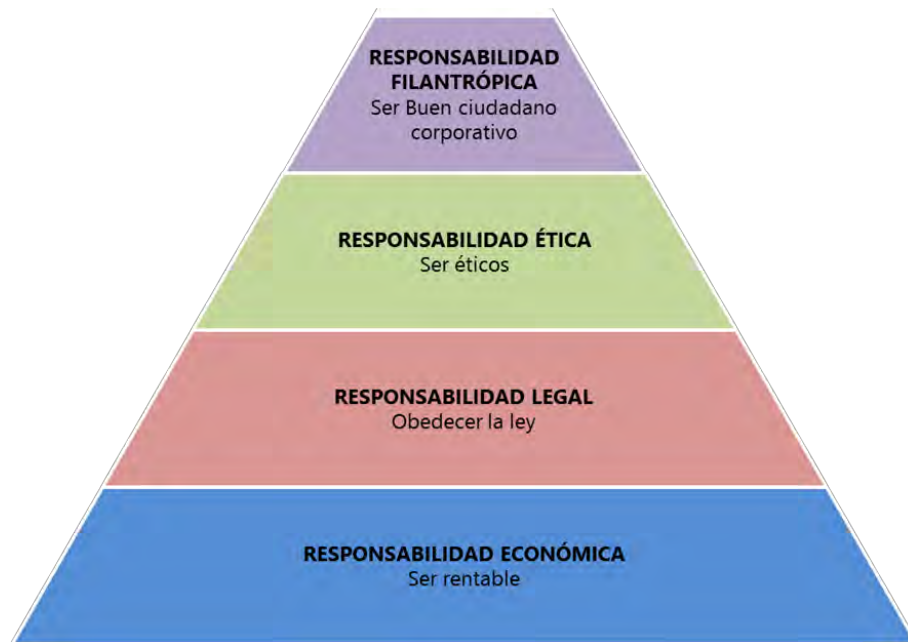 RESPONSABILIDAD
FILANTRÓPICA
Ser Buen ciudadano
corporativo
RESPONSABILIDAD ÉTICA
Ser éticos
RESPONSABILIDAD LEGAL
Obedecer la ley
RESPONSABILIDAD ECONÓMICA
Ser rentable